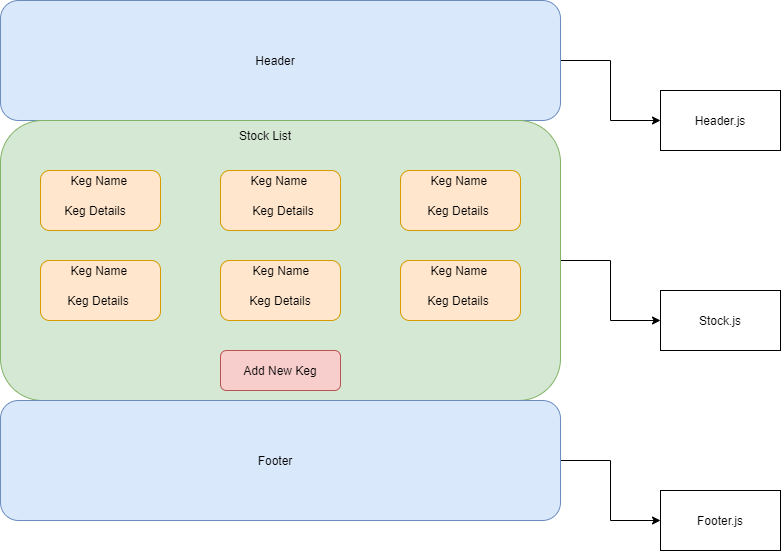 Header
Header.js
Stock List
Keg Name
Keg Details
Keg Name
Keg Details
Keg Name
Keg Details
Keg Name
Keg Details
Keg Name
Keg Details
Keg Name
Keg Details
Stock.js
Add New Keg
Footer
Footer.js